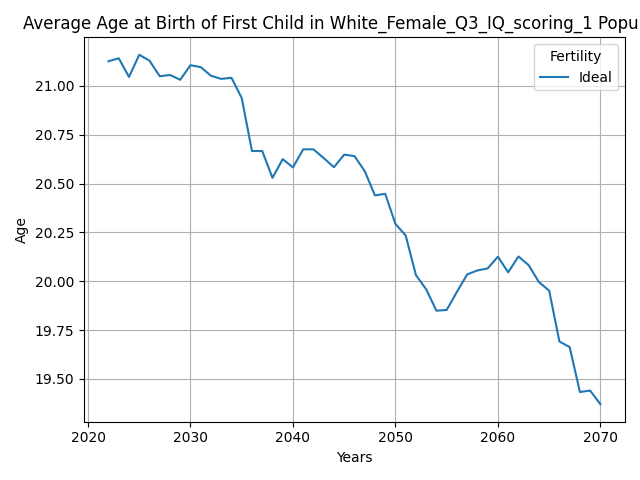 Average Age at Birth of First Child in White_Female_Q3_IQ_scoring_1 Popu
Fertility
Ideal
21.00
20.75
20.50
20.25
20.00
19.75
19.50
Age
2020
2030
2040
2050
2060
2070
Years